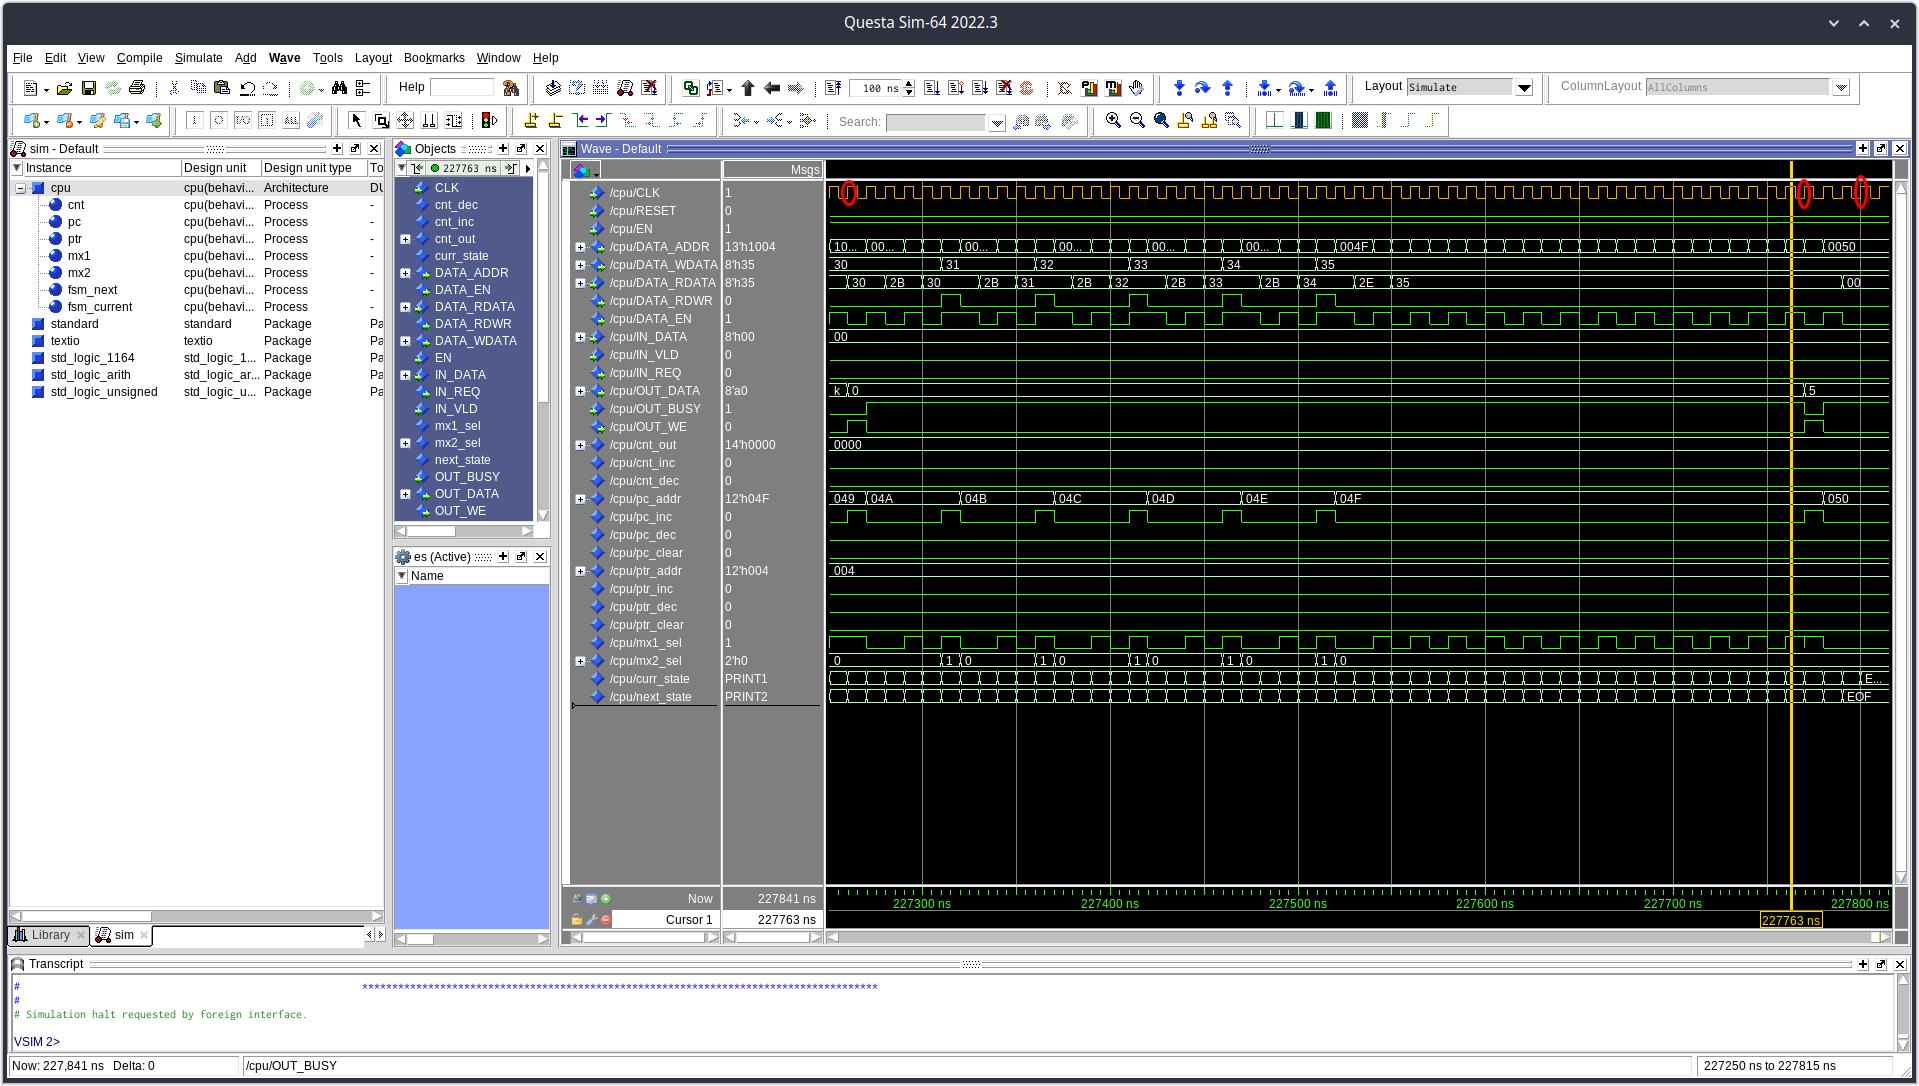 Questa Sim-64 2022.3
File Edit View Compile Simulate Add Wave Tools Layout Bookmarks Window Help
Help 100 ns Layout Simulate ColumnLayout AllColumns
Search:
sim - Default
Instance Design unit Design unit type To
cpu cpu(behavi... Architecture DU
cnt cpu(behavi... Process -
pc cpu(behavi... Process -
ptr cpu(behavi... Process -
mx1 cpu(behavi... Process -
mx2 cpu(behavi... Process -
fsm_next cpu(behavi... Process -
fsm_current cpu(behavi... Process -
standard standard Package Pa
textio textio Package Pa
std_logic_1164 std_logic_1... Package Pa
std_logic_arith std_logic_ar... Package Pa
std_logic_unsigned std_logic_u... Package Pa
Library sim
Objects
227763 ns
CLK
cnt_dec
cnt_inc
cnt_out
curr_state
DATA_ADDR
DATA_EN
DATA_RDATA
DATA_RDWR
DATA_WDATA
EN
IN_DATA
IN_REQ
IN_VLD
mx1_sel
mx2_sel
next_state
OUT_BUSY
OUT_DATA
OUT_WE
es (Active)
Name
Wave - Default
Msgs
/cpu/CLK 1
/cpu/RESET 0
/cpu/EN 1
/cpu/DATA_ADDR 13'h1004 10... 00... 00... 00... 00... 00... 004F 0050
/cpu/DATA_WDATA 8'h35 30 31 32 33 34 35
/cpu/DATA_RDATA 8'h35 30 2B 30 2B 31 2B 32 2B 33 2B 34 2E 35 00
/cpu/DATA_RDWR 0
/cpu/DATA_EN 1
/cpu/IN_DATA 8'h00 00
/cpu/IN_VLD 0
/cpu/IN_REQ 0
/cpu/OUT_DATA 8'a0 k 0 5
/cpu/OUT_BUSY 1
/cpu/OUT_WE 0
/cpu/cnt_out 14'h0000 0000
/cpu/cnt_inc 0
/cpu/cnt_dec 0
/cpu/pc_addr 12'h04F 049 04A 04B 04C 04D 04E 04F 050
/cpu/pc_inc 0
/cpu/pc_dec 0
/cpu/pc_clear 0
/cpu/ptr_addr 12'h004 004
/cpu/ptr_inc 0
/cpu/ptr_dec 0
/cpu/ptr_clear 0
/cpu/mx1_sel 1
/cpu/mx2_sel 2'h0 0 1 0 1 0 1 0 1 0 1 0
/cpu/curr_state PRINT1 E...
/cpu/next_state PRINT2 EOF
Now 227841 ns 227300 ns 227400 ns 227500 ns 227600 ns 227700 ns 227800 ns
Cursor 1 227763 ns 227763 ns
Transcript
# **************************************************************************************
#
# Simulation halt requested by foreign interface.
VSIM 2>
Now: 227,841 ns Delta: 0 /cpu/OUT_BUSY 227250 ns to 227815 ns